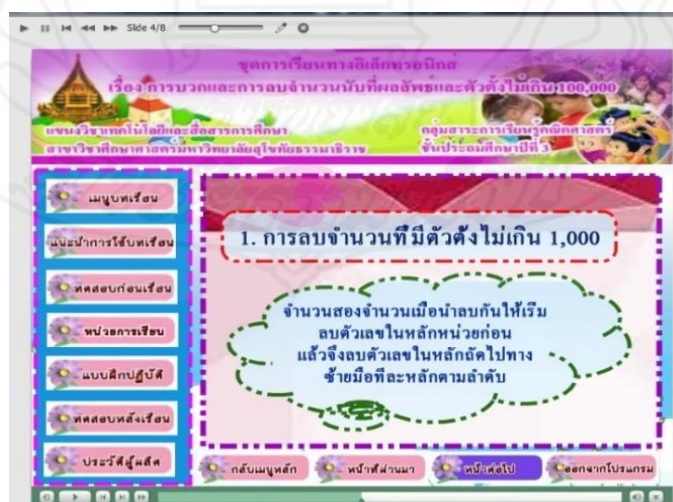 Side 4/8
ชุดการเรียนทางอิเล็กทรอนิกส์
เรื่อง การบวกและการลบจำนวนนับที่ผลลัพธ์และตัวตั้งไม่เกิน 100,000
แขนงวิชาเทคโนโลยีและสื่อสารการศึกษา
กลุ่มสาระการเรียนรู้คณิตศาสตร์
สาขาวิชาศึกษาศาสตร์มหาวิทยาลัยสุโขทัยธรรมาธิราช
ชั้นประถมศึกษาปีที่ 3
เมนูบทเรียน
แนะนำการใช้บทเรียน
ทดสอบก่อนเรียน
หน่วยการเรียน
แบบฝึกปฏิบัติ
ทดสอบหลังเรียน
ประวัติผู้ผลิต
1. การลบจำนวนที่มีตัวตั้งไม่เกิน 1,000
จำนวนสองจำนวนเมื่อนำลบกันให้เริ่ม
ลบตัวเลขในหลักหน่วยก่อน
แล้วจึงลบตัวเลขในหลักถัดไปทาง
ซ้ายมือทีละหลักตามลำดับ
กลับเมนูหลัก
หน้าที่ผ่านมา
หน้าต่อไป
ออกจากโปรแกรม